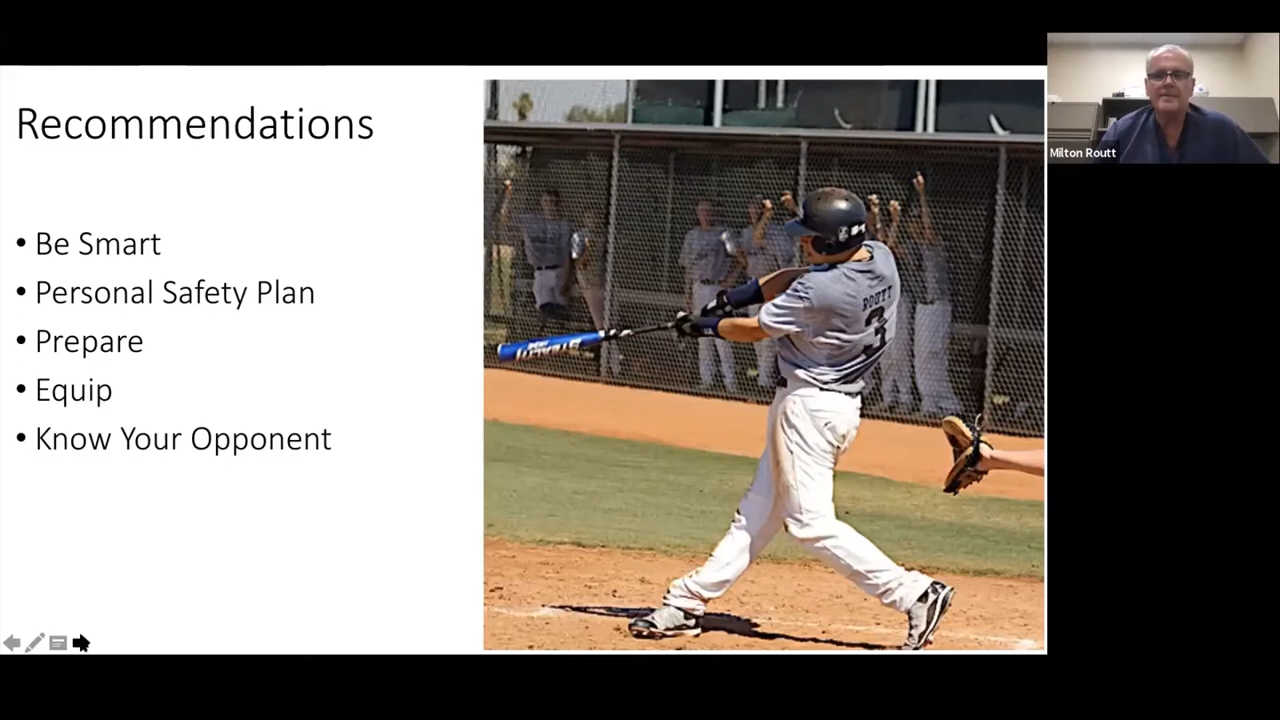 Recommendations
• Be Smart
• Personal Safety Plan
• Prepare
• Equip
• Know Your Opponent
ROUTT
3
Milton Routt